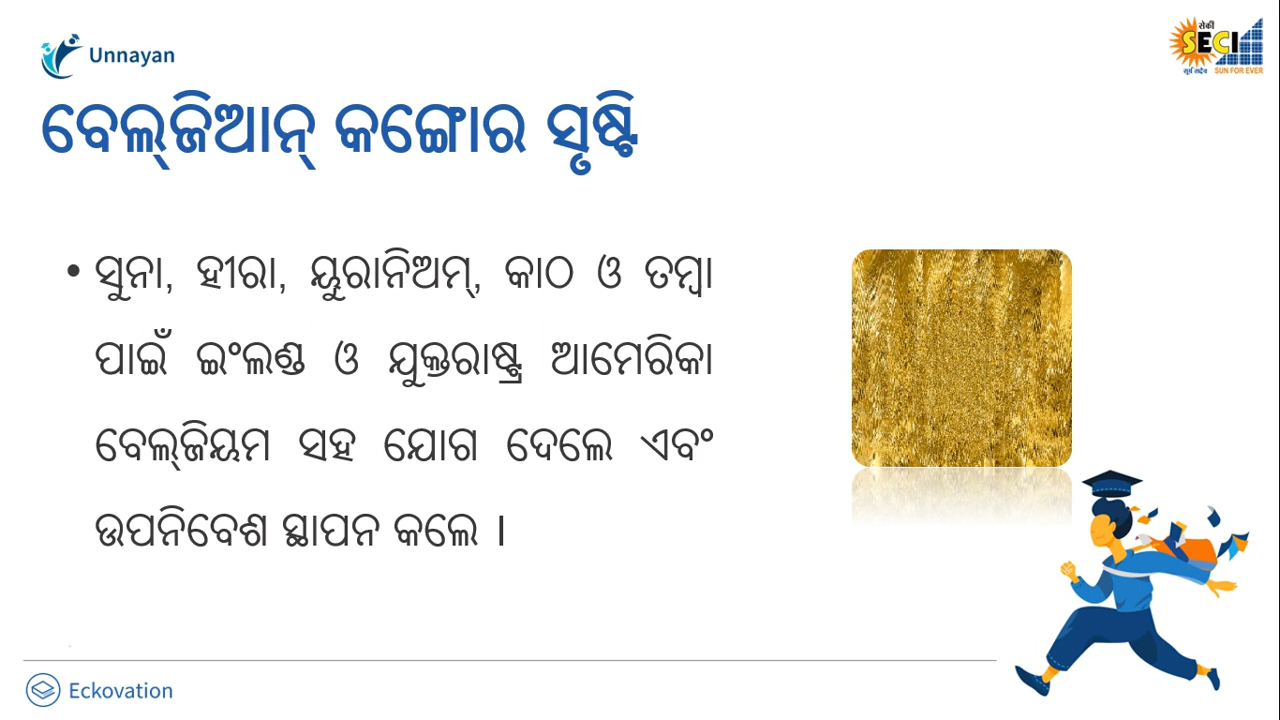 Unnayan
सेकी
SECI
सूर्य सदैव SUN FOR EVER
ବେଲ୍‌ଜିଆନ୍ କଙ୍ଗୋର ସୃଷ୍ଟି
• ସୁନା, ହୀରା, ୟୁରାନିଅମ୍, କାଠ ଓ ତମ୍ବା
ପାଇଁ ଇଂଲଣ୍ଡ ଓ ଯୁକ୍ତରାଷ୍ଟ୍ର ଆମେରିକା
ବେଲ୍‌ଜିୟମ ସହ ଯୋଗ ଦେଲେ ଏବଂ
ଉପନିବେଶ ସ୍ଥାପନ କଲେ ।
Eckovation